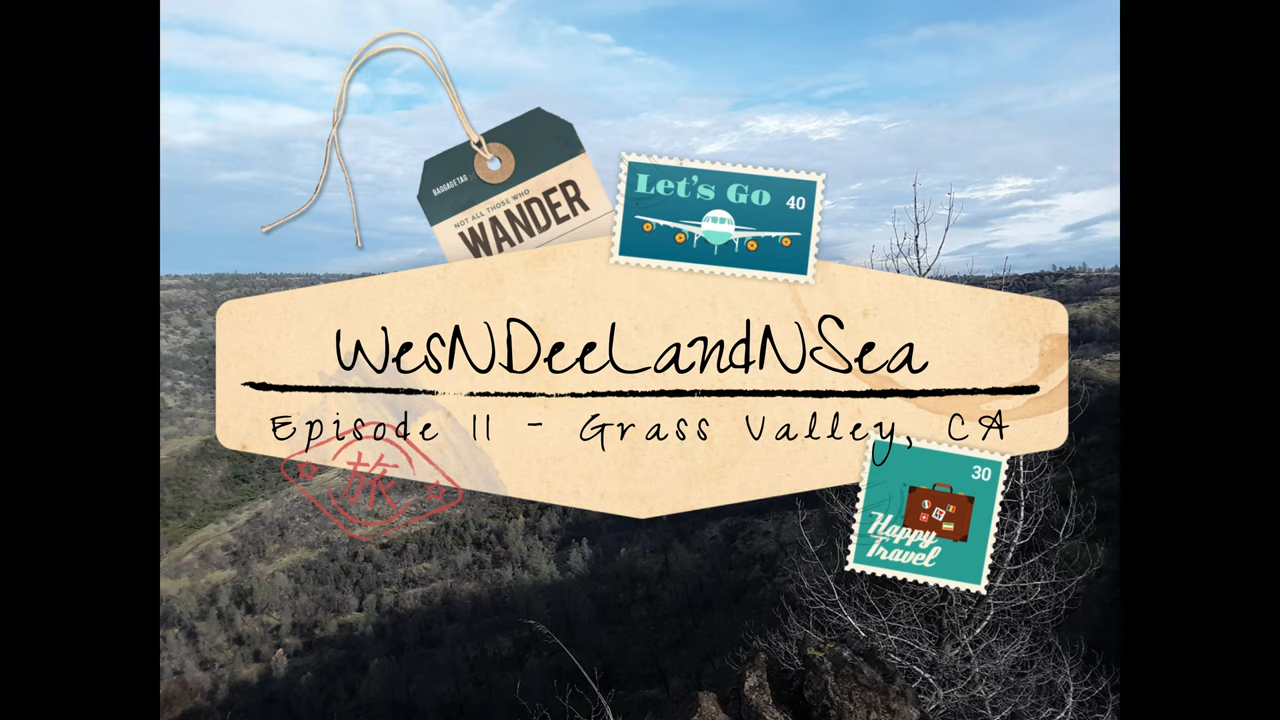 BAGGAGE TAG
NOT ALL THOSE WHO
WANDER
Let's Go
40
WesNDeeLandNSea
Episode 11 - Grass Valley, CA
旅
30
Happy
Travel